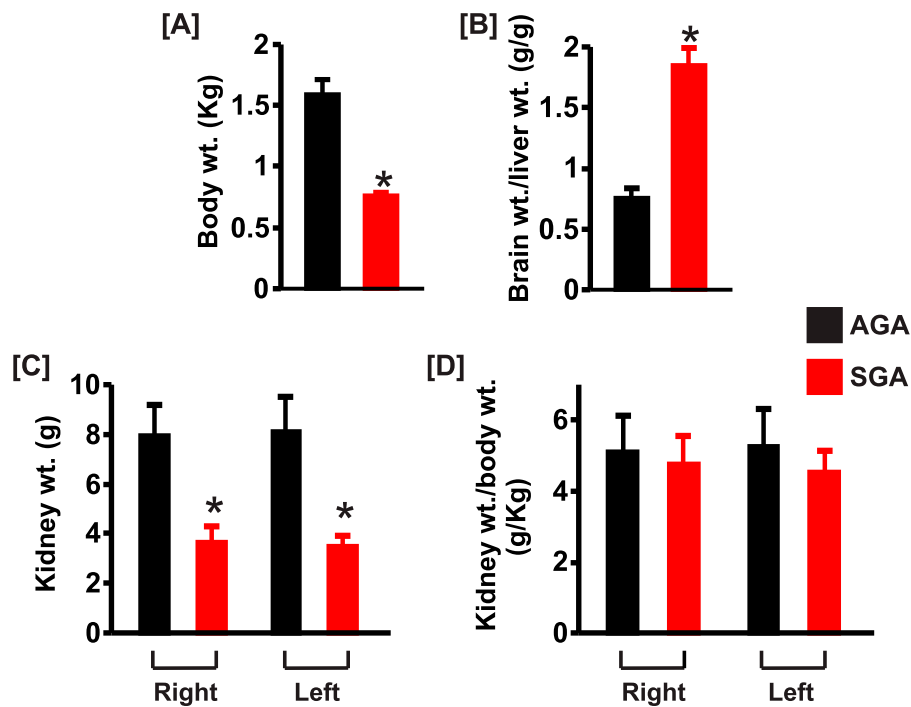 [A]
Body wt. (Kg)
2
1.5
1
0.5
0
*
[B]
Brain wt./liver wt. (g/g)
2
1.5
1
0.5
0
*
AGA
SGA
[C]
Kidney wt. (g)
10
8
6
4
2
0
*
*
Right
Left
[D]
Kidney wt./body wt.
(g/Kg)
6
4
2
0
Right
Left